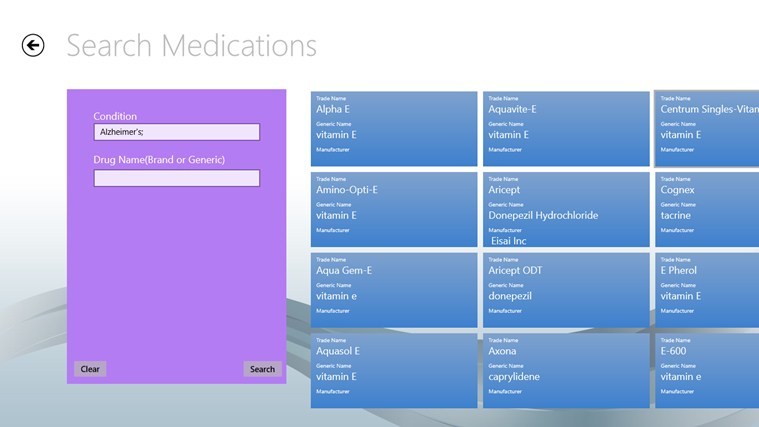 Search Medications
Condition
Alzheimer's;
Drug Name(Brand or Generic)
Clear
Search
Trade Name
Alpha E
Generic Name
vitamin E
Manufacturer
Trade Name
Amino-Opti-E
Generic Name
vitamin E
Manufacturer
Trade Name
Aqua Gem-E
Generic Name
vitamin e
Manufacturer
Trade Name
Aquasol E
Generic Name
vitamin E
Manufacturer
Trade Name
Aquavite-E
Generic Name
vitamin E
Manufacturer
Trade Name
Aricept
Generic Name
Donepezil Hydrochloride
Manufacturer
Eisai Inc
Trade Name
Aricept ODT
Generic Name
donepezil
Manufacturer
Trade Name
Axona
Generic Name
caprylidene
Manufacturer
Trade Name
Centrum Singles-Vitan
Generic Name
vitamin E
Manufacturer
Trade Name
Cognex
Generic Name
tacrine
Manufacturer
Trade Name
E Pherol
Generic Name
vitamin E
Manufacturer
Trade Name
E-600
Generic Name
vitamin e
Manufacturer